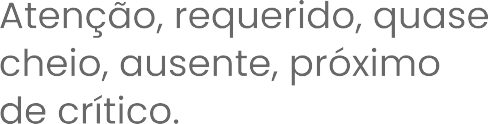 Atenção, requerido, quase
cheio, ausente, próximo
de crítico.